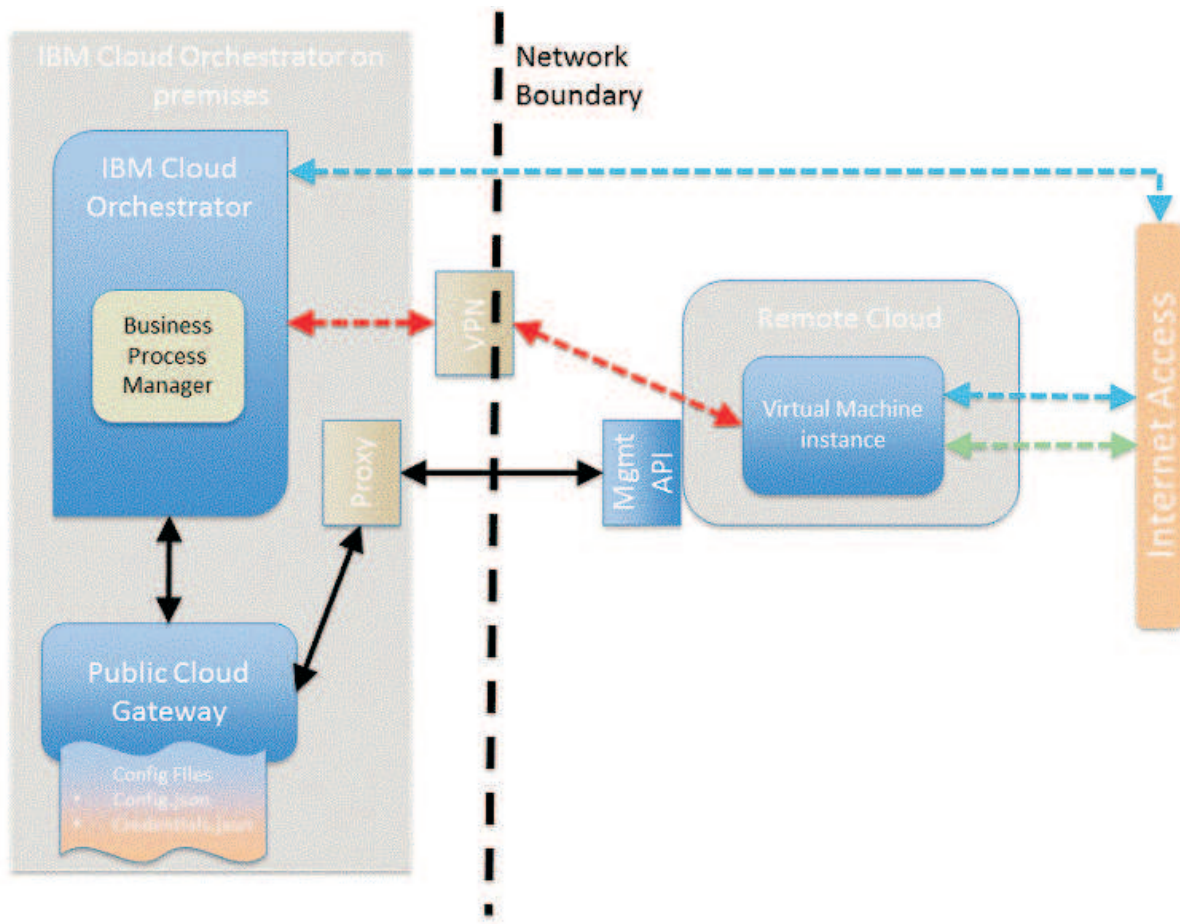 IBM Cloud Orchestrator on
premises
Network
Boundary
IBM Cloud
Orchestrator
Business
Process
Manager
VPN
Remote Cloud
Virtual Machine
instance
Proxy
Mgmt
API
Internet Access
Public Cloud
Gateway
Config Files
• Config.json
• Credentials.json